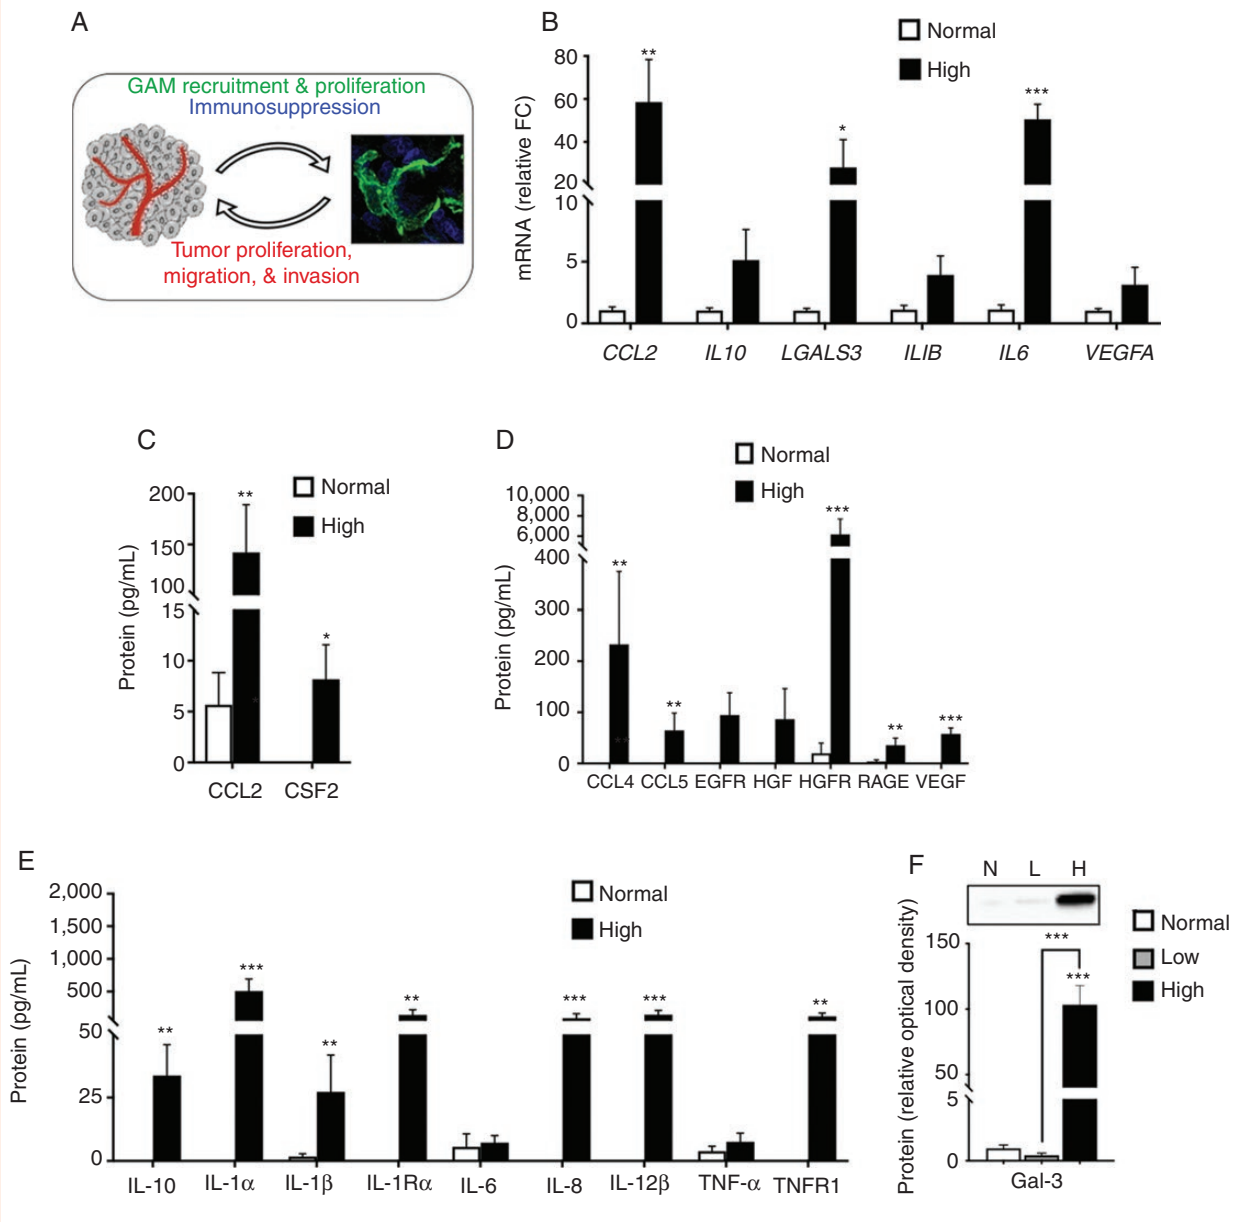 A
GAM recruitment & proliferation
Immunosuppression
Tumor proliferation,
migration, & invasion
B
Normal
High
mRNA (relative FC)
80
60
40
20
10
5
0
**
*
***
CCL2 IL10 LGALS3 ILIB IL6 VEGFA
C
Normal
High
Protein (pg/mL)
200
150
100
15
10
5
0
**
*
CCL2 CSF2
D
Normal
High
Protein (pg/mL)
10,000
8,000
6,000
400
300
200
100
0
**
**
***
**
***
CCL4 CCL5 EGFR HGF HGFR RAGE VEGF
E
Normal
High
Protein (pg/mL)
2,000
1,500
1,000
500
50
25
0
**
***
**
**
***
***
**
IL-10 IL-1α IL-1β IL-1Rα IL-6 IL-8 IL-12β TNF-α TNFR1
F
N L H
Normal
Low
High
Protein (relative optical density)
150
100
50
5
0
***
***
Gal-3